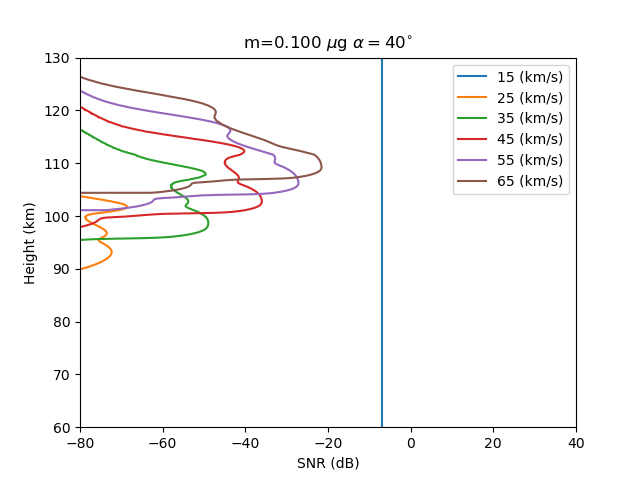 m=0.100 μg α = 40°
130
120
110
100
90
80
70
60
Height (km)
−80
−60
−40
−20
0
20
40
SNR (dB)
15 (km/s)
25 (km/s)
35 (km/s)
45 (km/s)
55 (km/s)
65 (km/s)